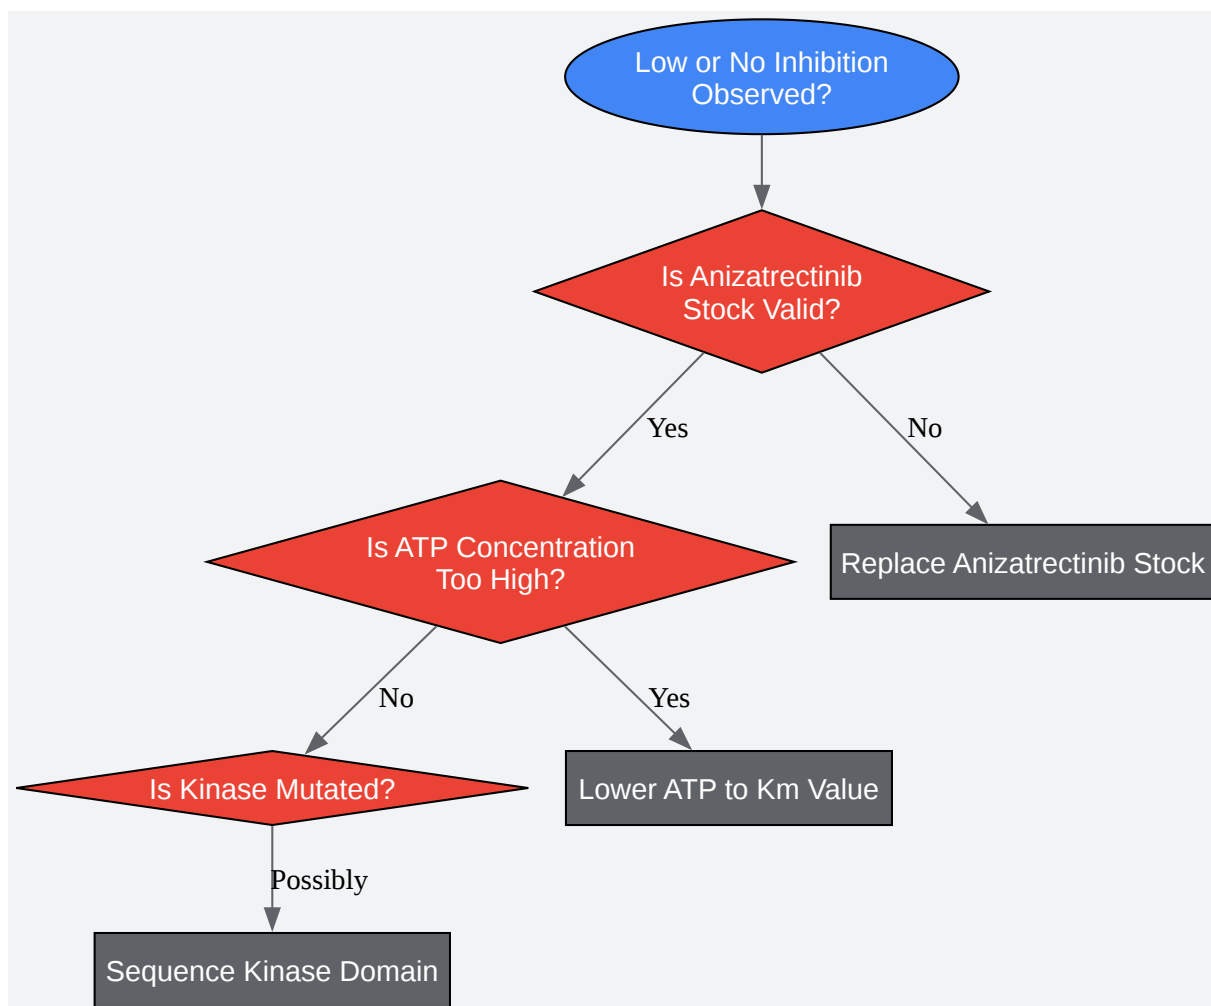 Low or No Inhibition
Observed?
Is Anizatrectinib
Stock Valid?
Yes
No
Is ATP Concentration
Too High?
Replace Anizatrectinib Stock
No
Yes
Is Kinase Mutated?
Lower ATP to Km Value
Possibly
Sequence Kinase Domain